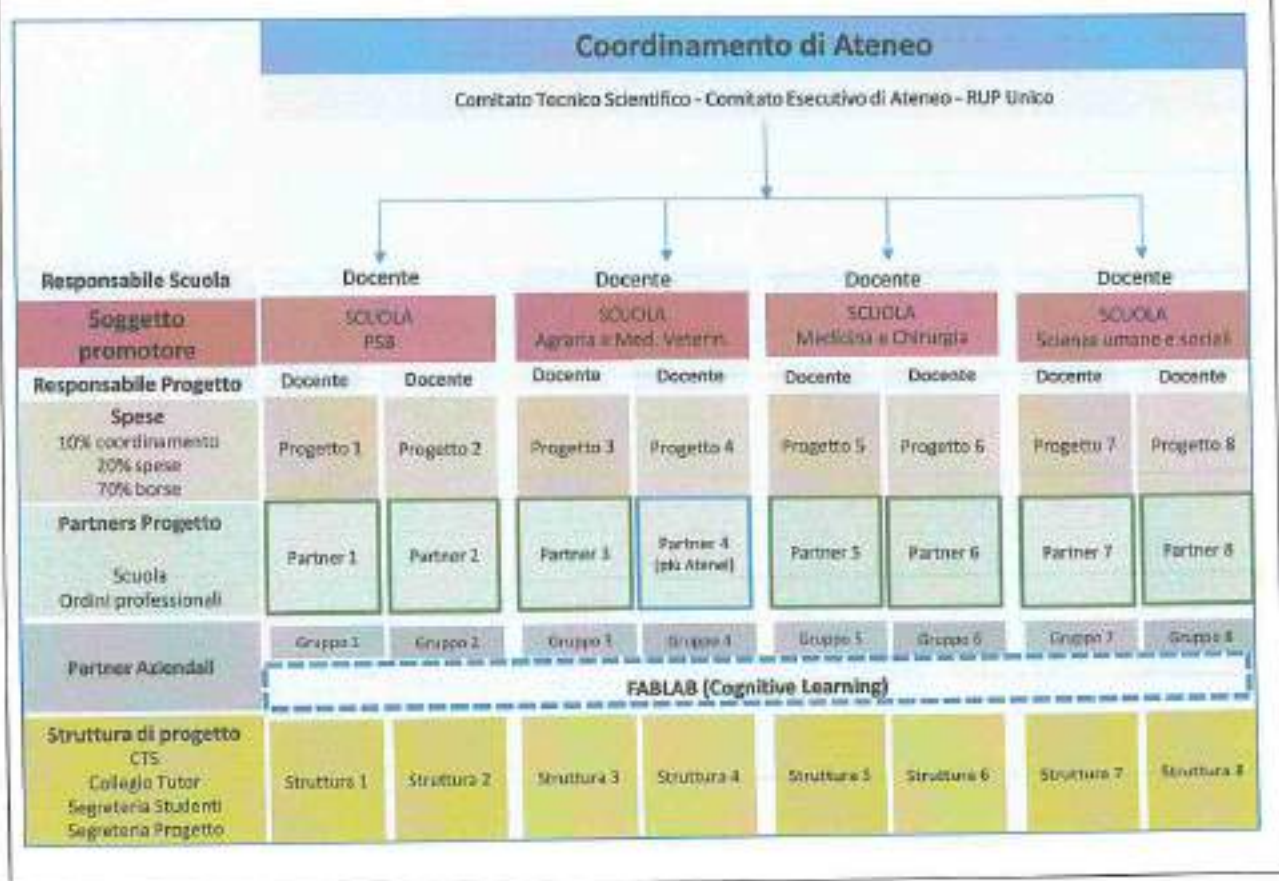 Coordinamento di Ateneo
Comitato Tecnico Scientifico - Comitato Esecutivo di Ateneo - RUP Unico
Responsabile Scuola Docente Docente Docente Docente
Soggetto promotore
SCUOLA PSB
SCUOLA Agraria e Med. Veterin.
SCUOLA Medicina e Chirurgia
SCUOLA Scienze umane e sociali
Responsabile Progetto Docente Docente Docente Docente Docente Docente Docente Docente
Spese
10% coordinamento
20% spese
70% borse
Progetto 1 Progetto 2 Progetto 3 Progetto 4 Progetto 5 Progetto 6 Progetto 7 Progetto 8
Partners Progetto
Scuola
Ordini professionali
Partner 1 Partner 2 Partner 3 Partner 4 (più Atenei) Partner 5 Partner 6 Partner 7 Partner 8
Partner Aziendali
Gruppo 1 Gruppo 2 Gruppo 3 Gruppo 4 Gruppo 5 Gruppo 6 Gruppo 7 Gruppo 8
FABLAB (Cognitive Learning)
Struttura di progetto
CTS
Collegio Tutor
Segreteria Studenti
Segreteria Progetto
Struttura 1 Struttura 2 Struttura 3 Struttura 4 Struttura 5 Struttura 6 Struttura 7 Struttura 8